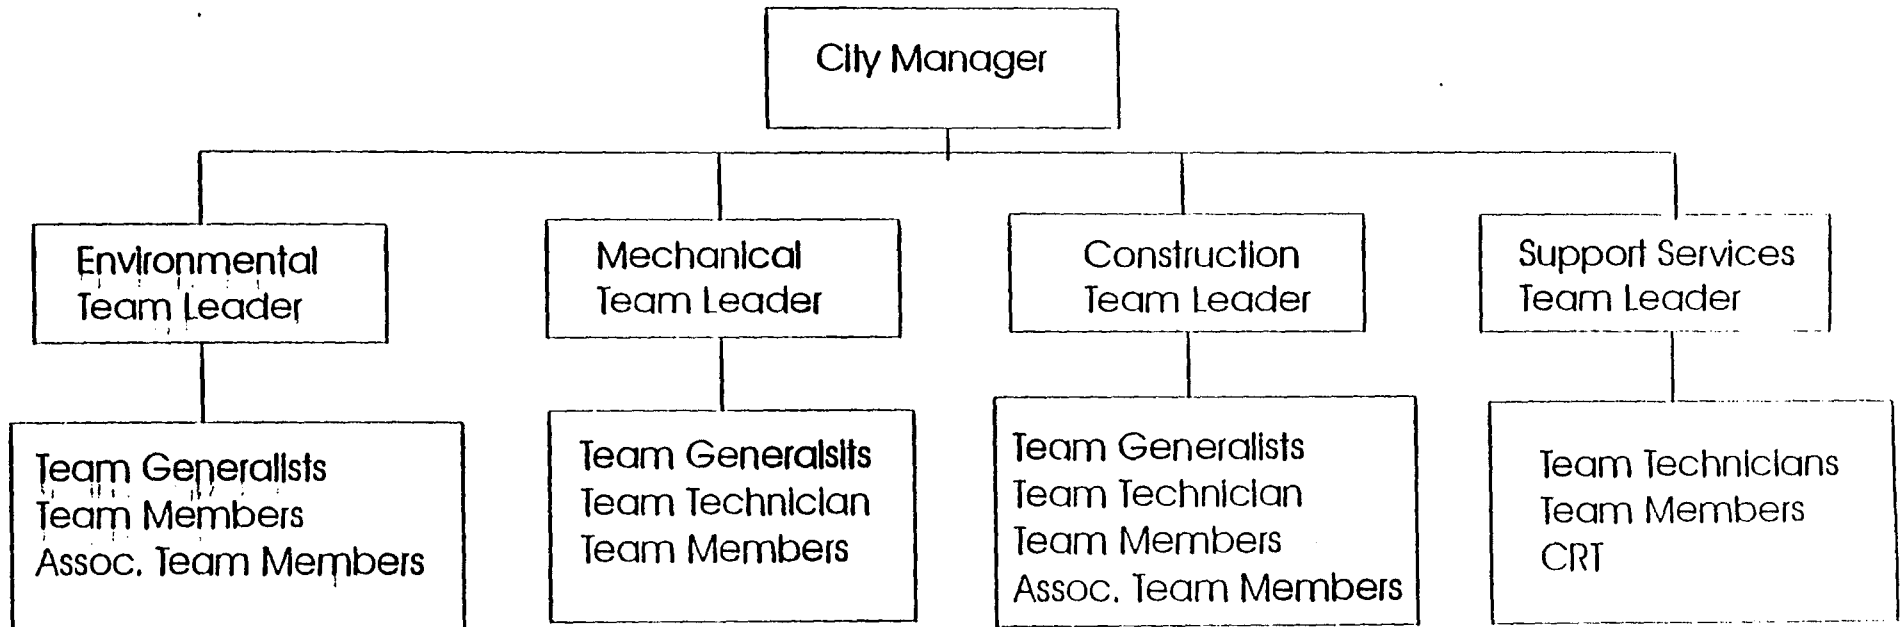 City Manager
Environmental
Team Leader
Mechanical
Team Leader
Construction
Team Leader
Support Services
Team Leader
Team Generalists
Team Members
Assoc. Team Members
Team Generalsits
Team Technician
Team Members
Team Generalists
Team Technician
Team Members
Assoc. Team Members
Team Technicians
Team Members
CRT